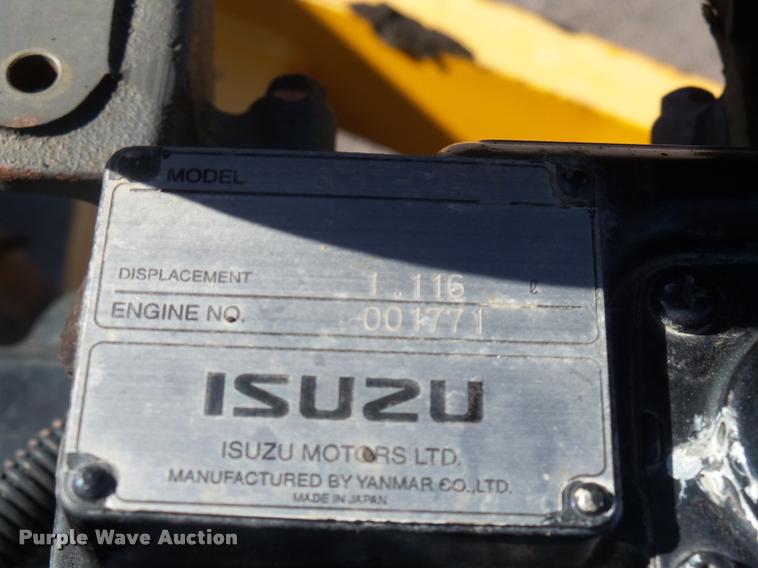 MODEL
DISPLACEMENT 1.116 ℓ
ENGINE NO. 001771
ISUZU
ISUZU MOTORS LTD.
MANUFACTURED BY YANMAR CO.,LTD.
MADE IN JAPAN
Purple Wave Auction